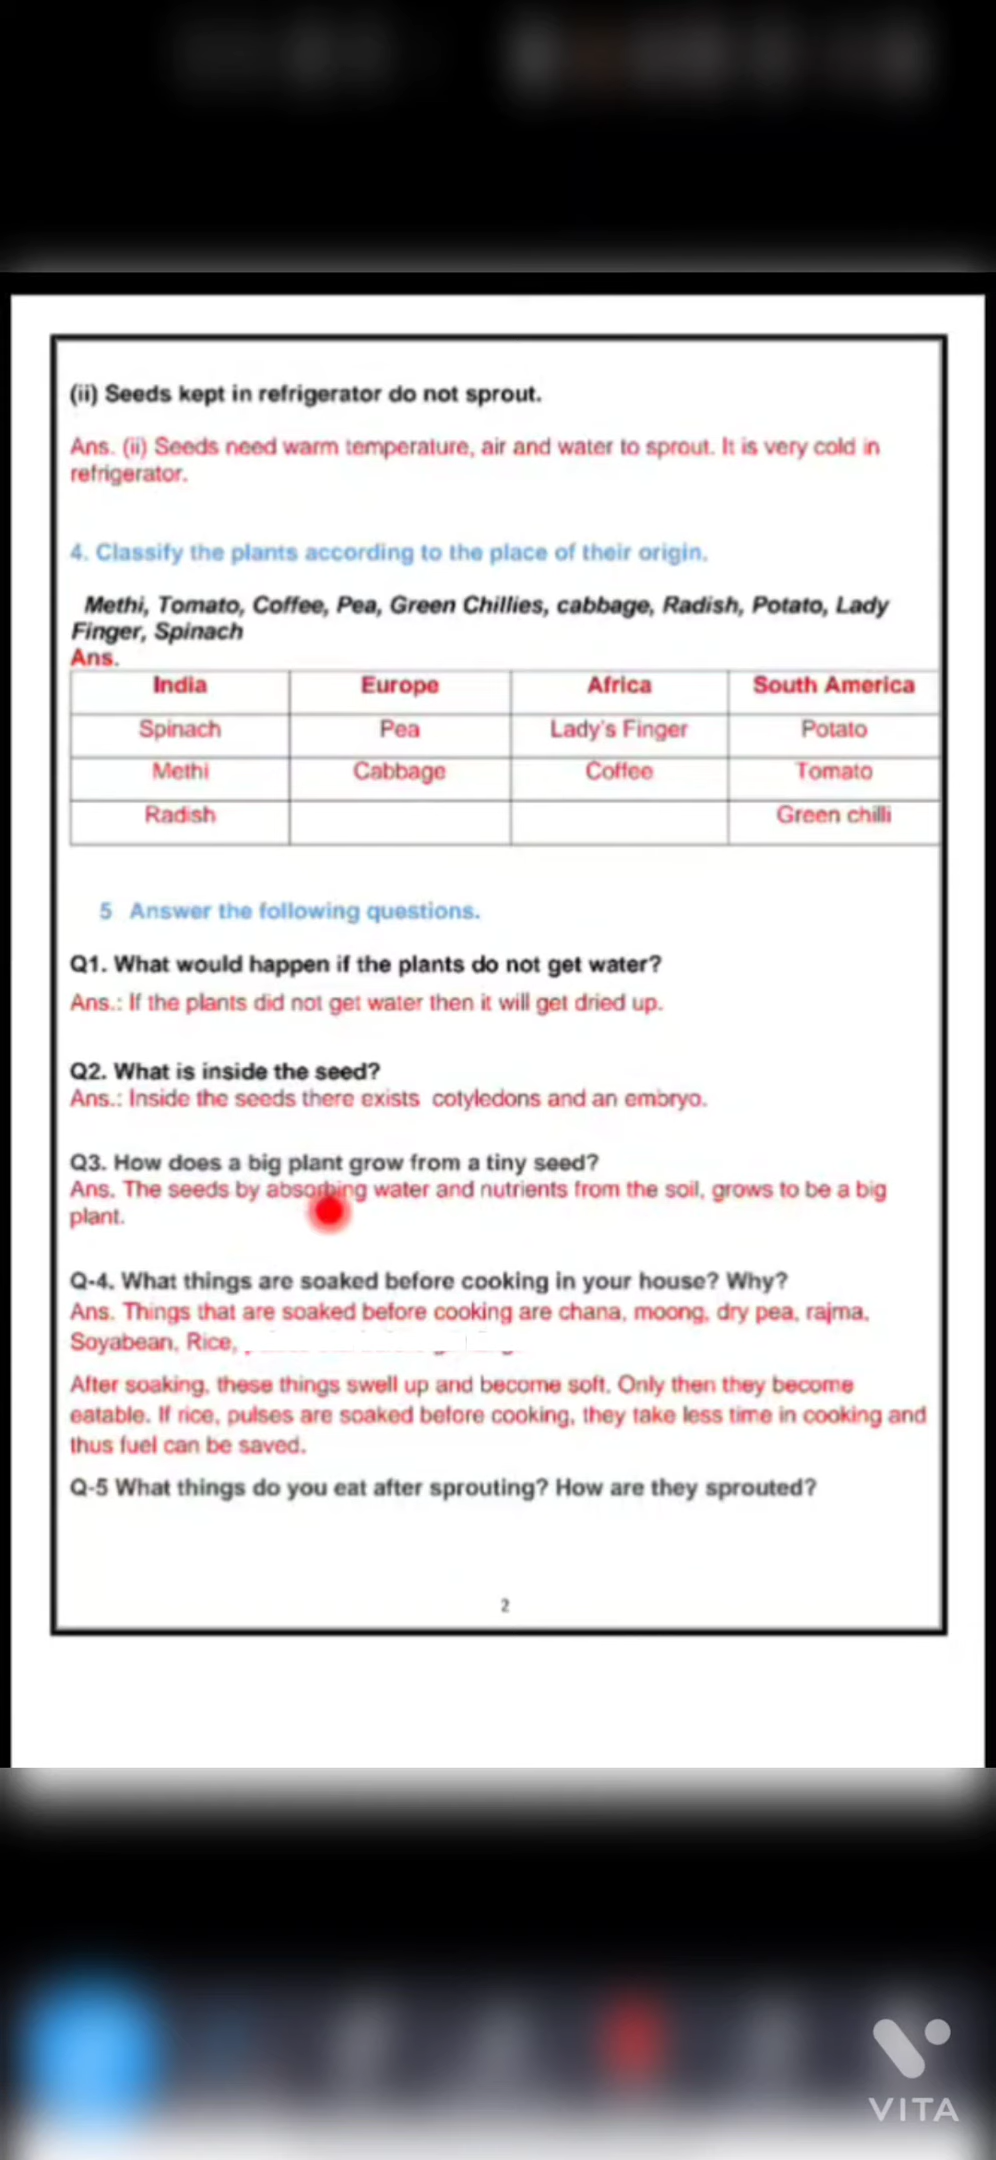 (ii) Seeds kept in refrigerator do not sprout.
Ans. (ii) Seeds need warm temperature, air and water to sprout. It is very cold in
refrigerator.
4. Classify the plants according to the place of their origin.
Methi, Tomato, Coffee, Pea, Green Chillies, cabbage, Radish, Potato, Lady
Finger, Spinach
Ans.
India Europe Africa South America
Spinach Pea Lady's Finger Potato
Methi Cabbage Coffee Tomato
Radish Green chilli
5 Answer the following questions.
Q1. What would happen if the plants do not get water?
Ans.: If the plants did not get water then it will get dried up.
Q2. What is inside the seed?
Ans.: Inside the seeds there exists cotyledons and an embryo.
Q3. How does a big plant grow from a tiny seed?
Ans. The seeds by absorbing water and nutrients from the soil, grows to be a big
plant.
Q-4. What things are soaked before cooking in your house? Why?
Ans. Things that are soaked before cooking are chana, moong, dry pea, rajma,
Soyabean, Rice,
After soaking, these things swell up and become soft. Only then they become
eatable. If rice, pulses are soaked before cooking, they take less time in cooking and
thus fuel can be saved.
Q-5 What things do you eat after sprouting? How are they sprouted?
2
VITA